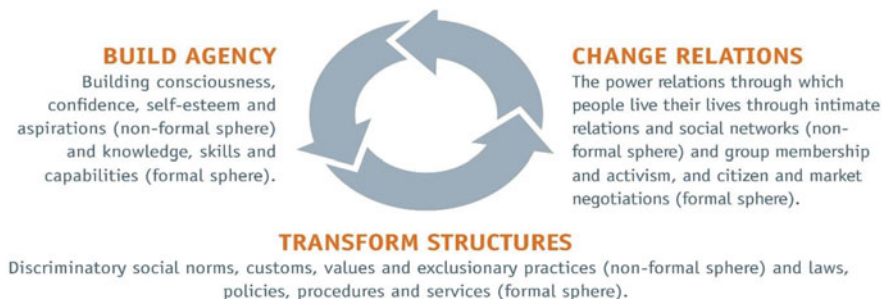 BUILD AGENCY
Building consciousness,
confidence, self-esteem and
aspirations (non-formal sphere)
and knowledge, skills and
capabilities (formal sphere).
CHANGE RELATIONS
The power relations through which
people live their lives through intimate
relations and social networks (non-
formal sphere) and group membership
and activism, and citizen and market
negotiations (formal sphere).
TRANSFORM STRUCTURES
Discriminatory social norms, customs, values and exclusionary practices (non-formal sphere) and laws,
policies, procedures and services (formal sphere).